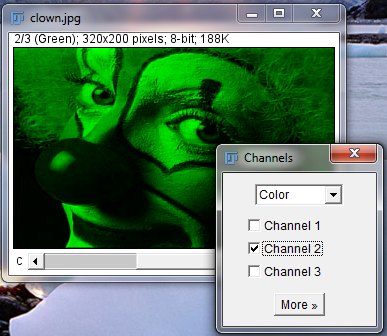 clown.jpg
2/3 (Green); 320x200 pixels; 8-bit; 188K
c
Channels
Color
Channel 1
Channel 2
Channel 3
More »